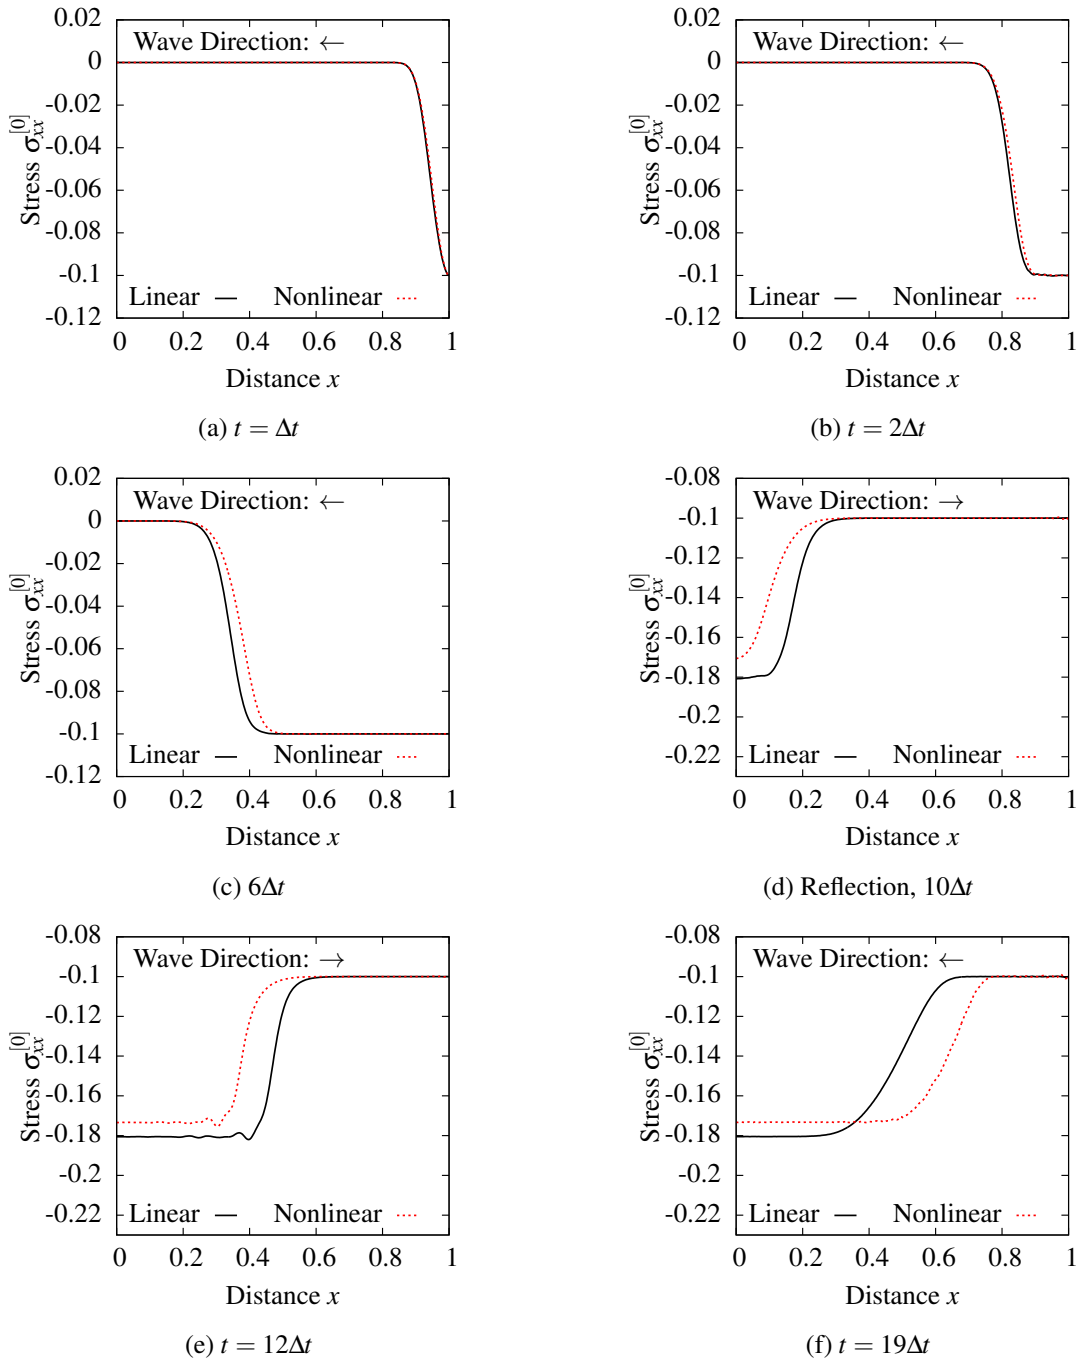 0.02
0
-0.02
-0.04
-0.06
-0.08
-0.1
-0.12
Stress σxx[0]
Wave Direction: ←
Linear Nonlinear
0 0.2 0.4 0.6 0.8 1
Distance x
(a) t = Δt
0.02
0
-0.02
-0.04
-0.06
-0.08
-0.1
-0.12
Stress σxx[0]
Wave Direction: ←
Linear Nonlinear
0 0.2 0.4 0.6 0.8 1
Distance x
(b) t = 2Δt
0.02
0
-0.02
-0.04
-0.06
-0.08
-0.1
-0.12
Stress σxx[0]
Wave Direction: ←
Linear Nonlinear
0 0.2 0.4 0.6 0.8 1
Distance x
(c) 6Δt
-0.08
-0.1
-0.12
-0.14
-0.16
-0.18
-0.2
-0.22
Stress σxx[0]
Wave Direction: →
Linear Nonlinear
0 0.2 0.4 0.6 0.8 1
Distance x
(d) Reflection, 10Δt
-0.08
-0.1
-0.12
-0.14
-0.16
-0.18
-0.2
-0.22
Stress σxx[0]
Wave Direction: →
Linear Nonlinear
0 0.2 0.4 0.6 0.8 1
Distance x
(e) t = 12Δt
-0.08
-0.1
-0.12
-0.14
-0.16
-0.18
-0.2
-0.22
Stress σxx[0]
Wave Direction: ←
Linear Nonlinear
0 0.2 0.4 0.6 0.8 1
Distance x
(f) t = 19Δt